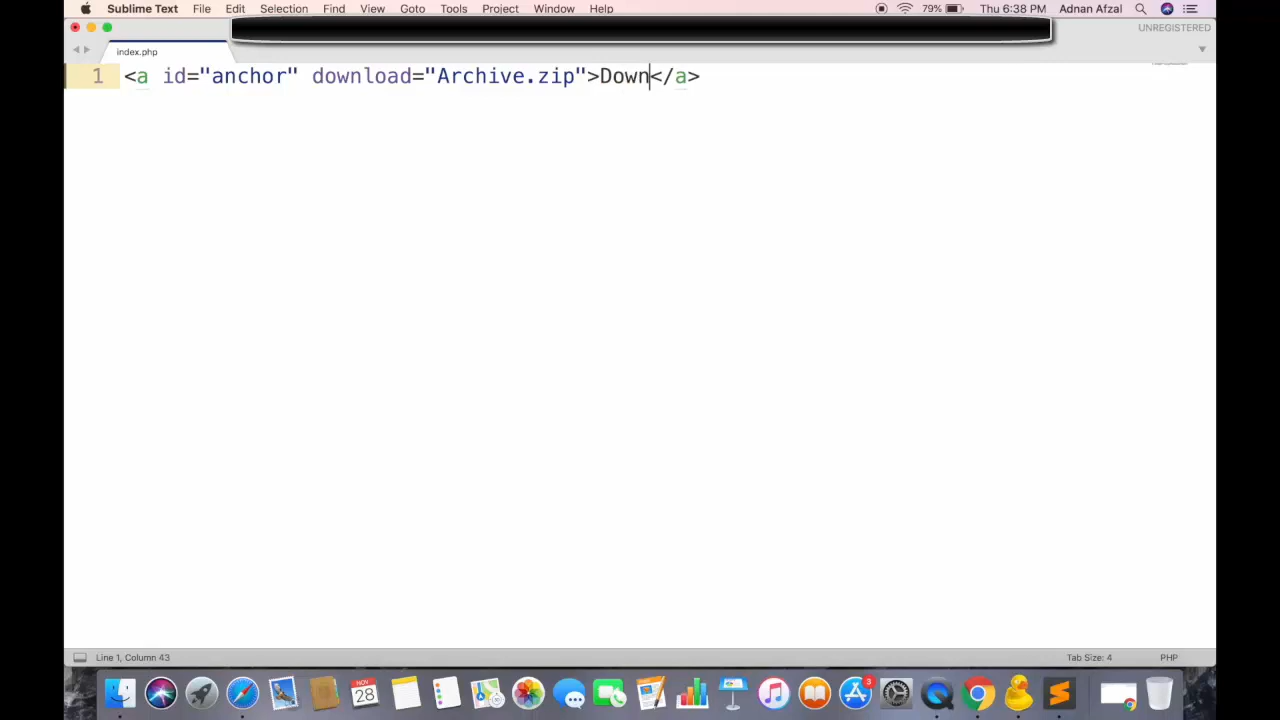 Sublime Text File Edit Selection Find View Goto Tools Project Window Help 79% Thu 6:38 PM Adnan Afzal
UNREGISTERED
index.php
1 <a id="anchor" download="Archive.zip">Down</a>
Line 1, Column 43 Tab Size: 4 PHP
NOV
28
3